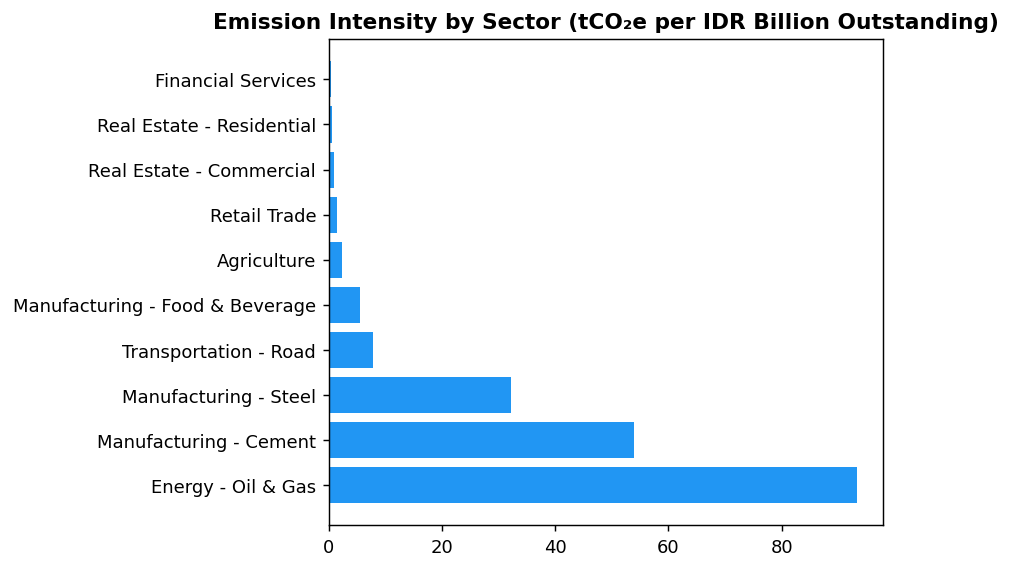 Emission Intensity by Sector (tCO₂e per IDR Billion Outstanding)
Financial Services
Real Estate - Residential
Real Estate - Commercial
Retail Trade
Agriculture
Manufacturing - Food & Beverage
Transportation - Road
Manufacturing - Steel
Manufacturing - Cement
Energy - Oil & Gas
0 20 40 60 80